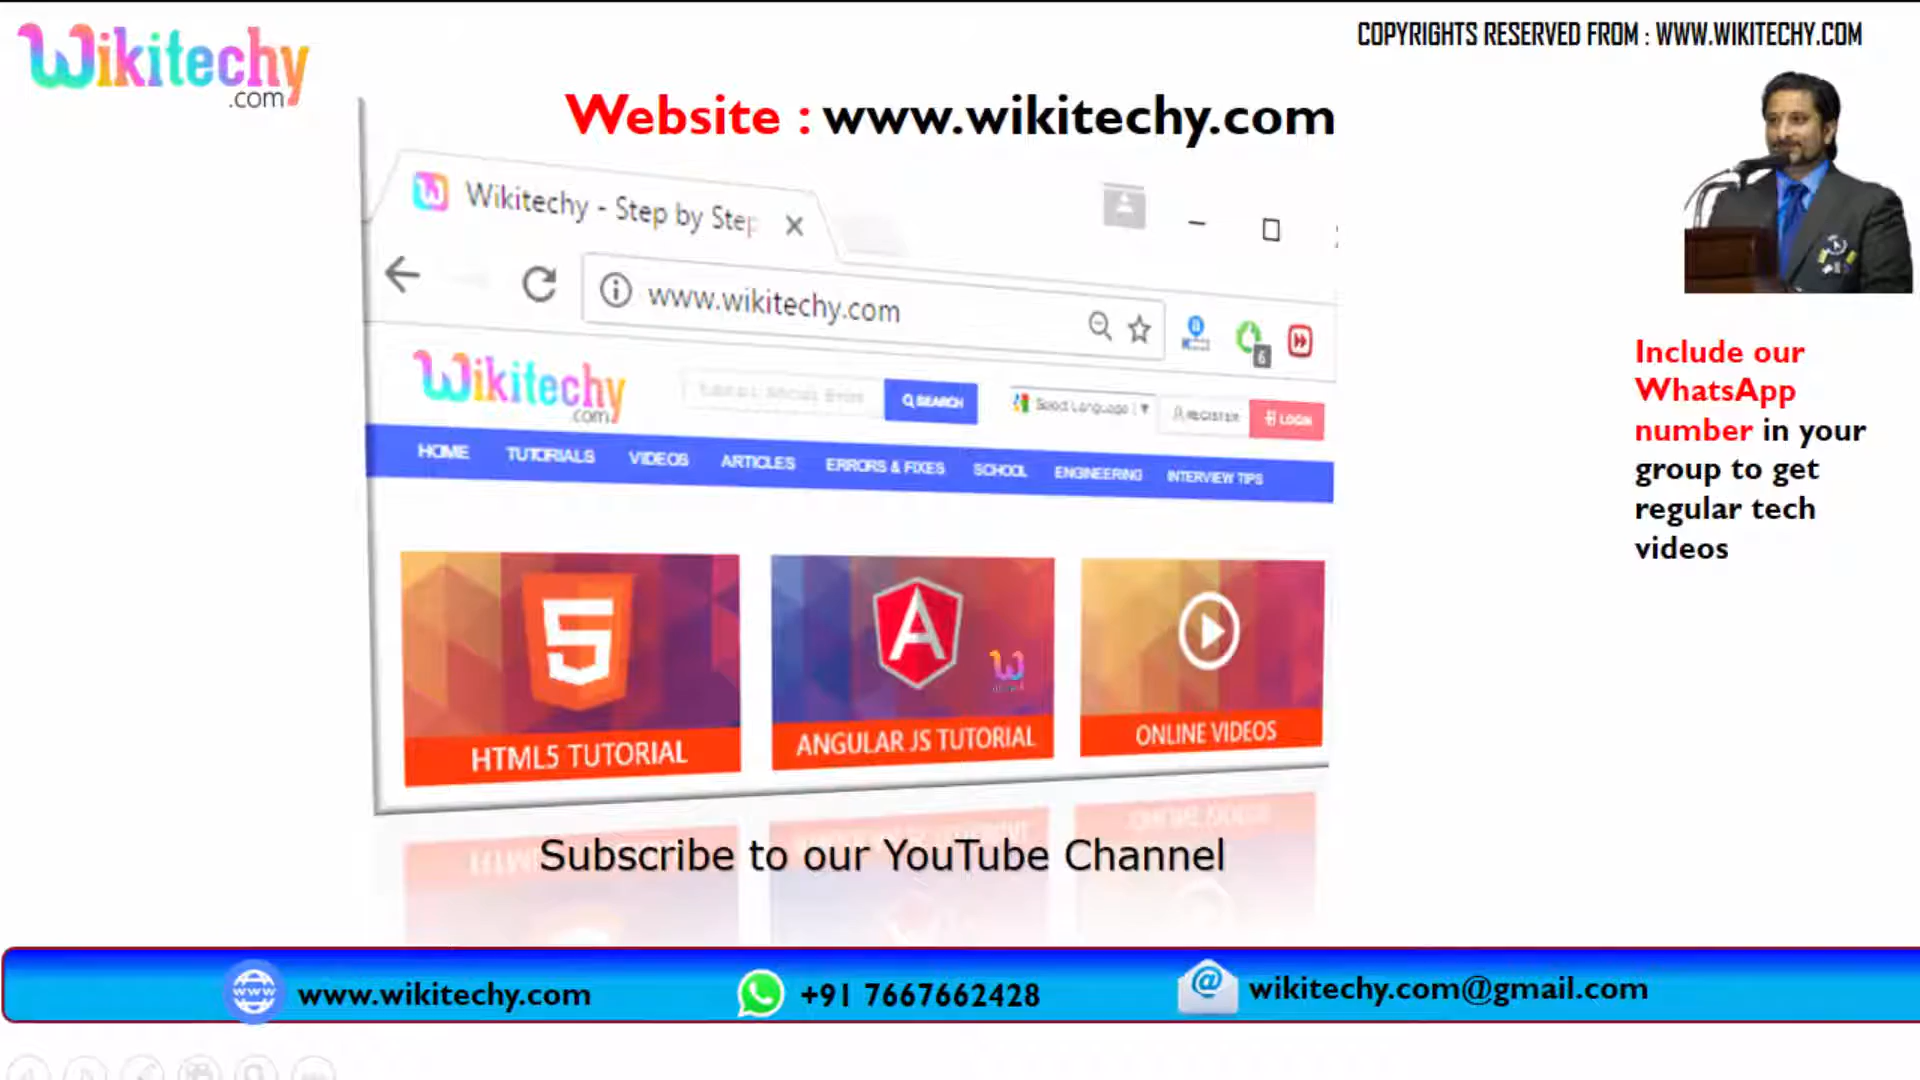 Wikitechy
.com
COPYRIGHTS RESERVED FROM : WWW.WIKITECHY.COM
Website : www.wikitechy.com
Wikitechy - Step by Step
www.wikitechy.com
6
Wikitechy
.com
SEARCH
Select Language
REGISTER
LOGIN
HOME TUTORIALS VIDEOS ARTICLES ERRORS & FIXES SCHOOL ENGINEERING INTERVIEW TIPS
HTML5 TUTORIAL
ANGULAR JS TUTORIAL
ONLINE VIDEOS
Include our
WhatsApp
number in your
group to get
regular tech
videos
Subscribe to our YouTube Channel
www.wikitechy.com
+91 7667662428
wikitechy.com@gmail.com